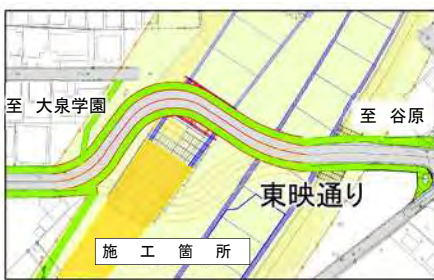 至 大泉学園
至 谷原
東映通り
施 工 箇 所